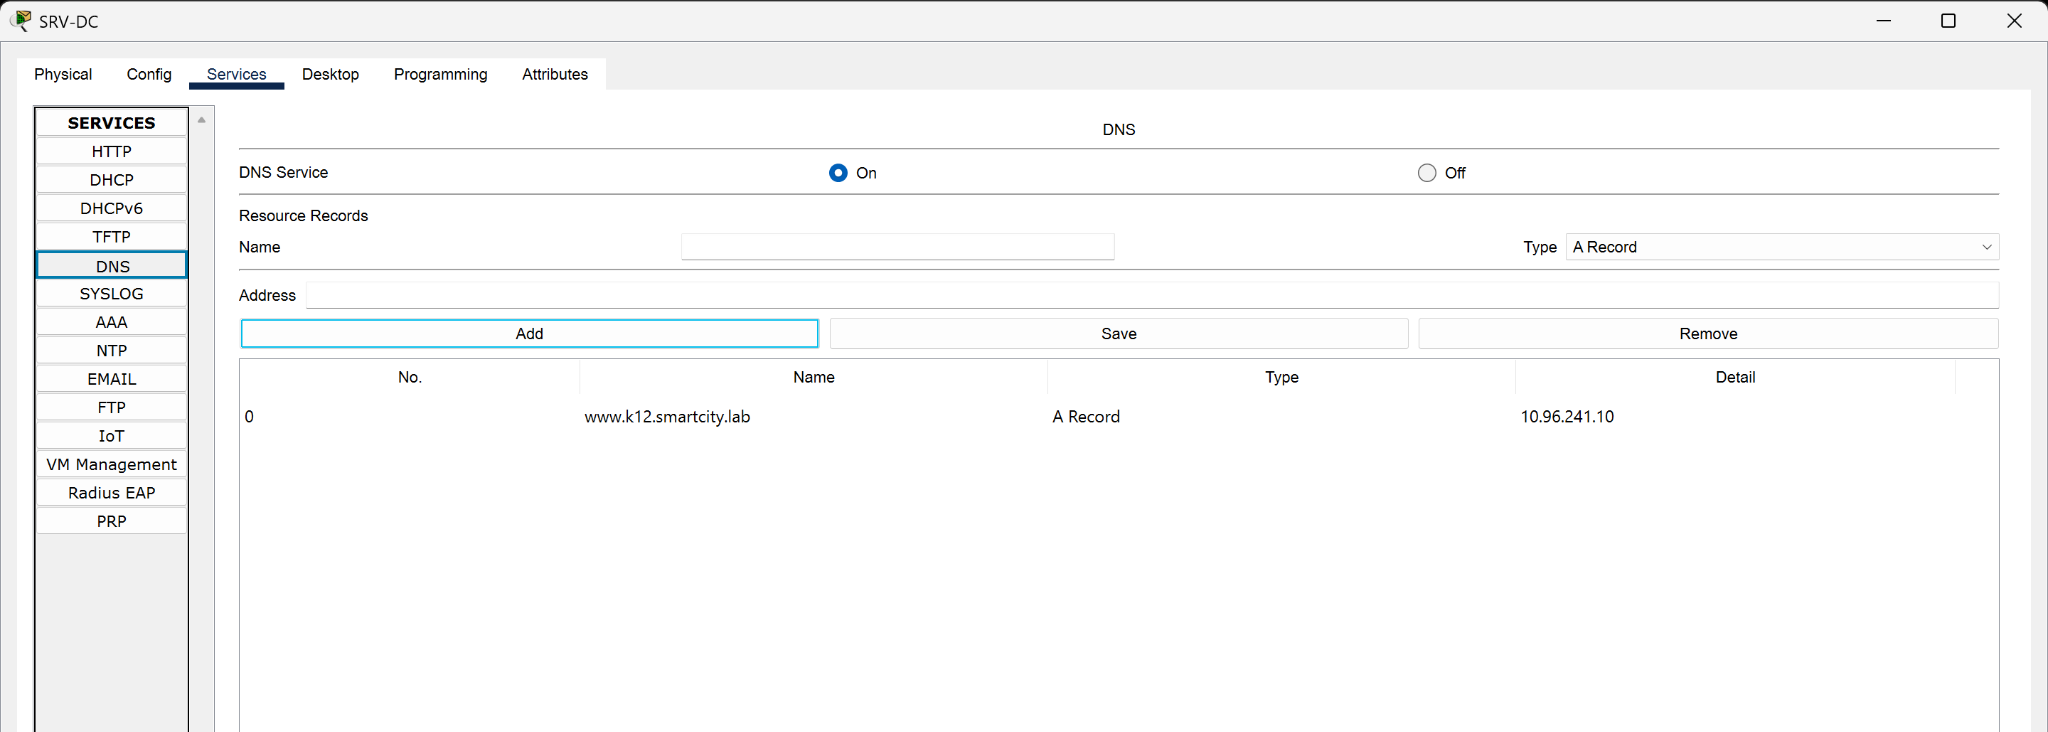 SRV-DC
Physical Config Services Desktop Programming Attributes
SERVICES
HTTP
DHCP
DHCPv6
TFTP
DNS
SYSLOG
AAA
NTP
EMAIL
FTP
IoT
VM Management
Radius EAP
PRP
DNS
DNS Service On Off
Resource Records
Name Type A Record
Address
Add Save Remove
No. Name Type Detail
0 www.k12.smartcity.lab A Record 10.96.241.10